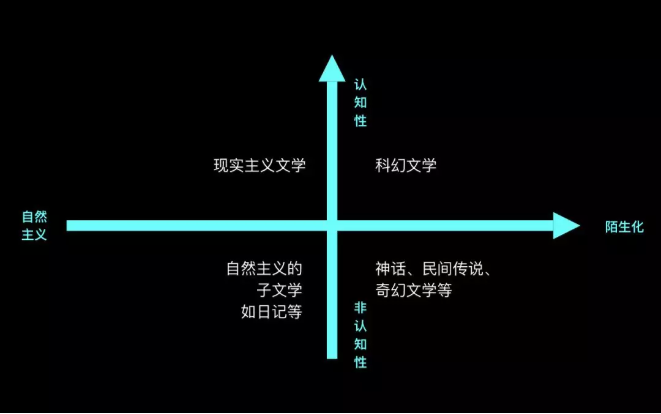 认知性
现实主义文学
科幻文学
自然
主义
陌生化
自然主义的
子文学
如日记等
神话、民间传说、
奇幻文学等
非认知性